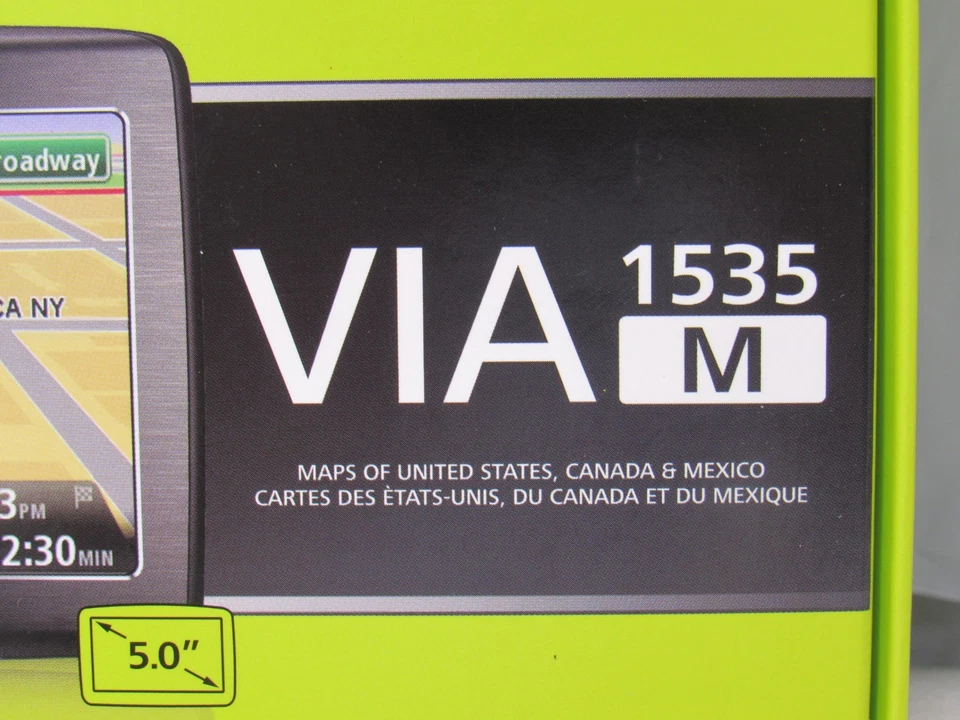 roadway
CA NY
3PM
2:30MIN
5.0"
VIA 1535
M
MAPS OF UNITED STATES, CANADA & MEXICO
CARTES DES ÈTATS-UNIS, DU CANADA ET DU MEXIQUE